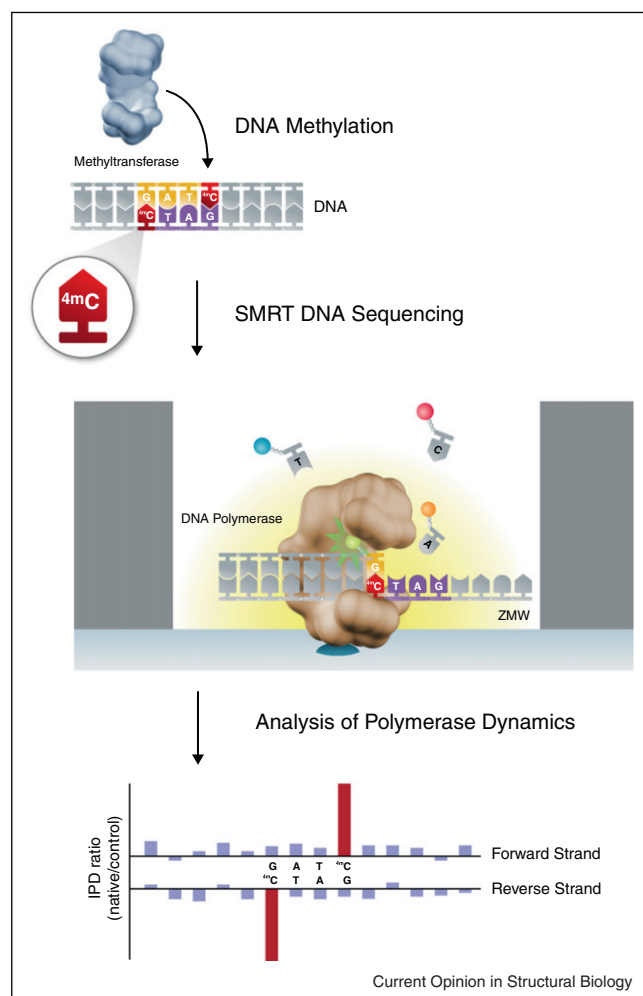 DNA Methylation
Methyltransferase
G A T 4mC
4mC T A G
DNA
4mC
SMRT DNA Sequencing
T
C
DNA Polymerase
A
G
4mC T A G
ZMW
Analysis of Polymerase Dynamics
IPD ratio
(native/control)
Forward Strand
G A T 4mC
4mC T A G
Reverse Strand
Current Opinion in Structural Biology